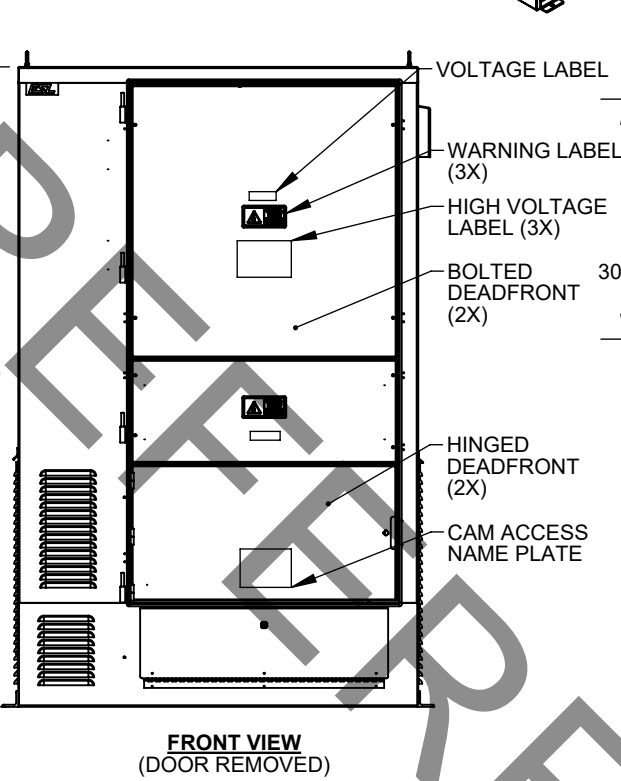 ESL
VOLTAGE LABEL
WARNING LABEL
(3X)
HIGH VOLTAGE
LABEL (3X)
BOLTED
DEADFRONT
(2X)
30
HINGED
DEADFRONT
(2X)
CAM ACCESS
NAME PLATE
FRONT VIEW
(DOOR REMOVED)